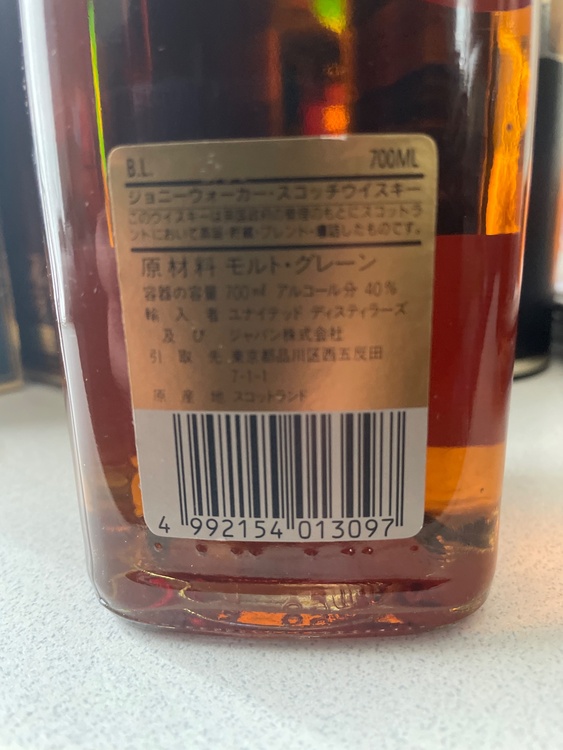 B.L. 700ML
ジョニーウォーカー・スコッチウイスキー
このウイスキーは英国政府の管理のもとにスコットラ
ンドにおいて蒸溜・貯蔵・ブレンド・壜詰したものです。
原材料 モルト・グレーン
容器の容量 700ml アルコール分 40%
輸入者 ユナイテッド ディスティラーズ
及び ジャパン株式会社
引取先 東京都品川区西五反田
7-1-1
原産地 スコットランド
4 992154 013097